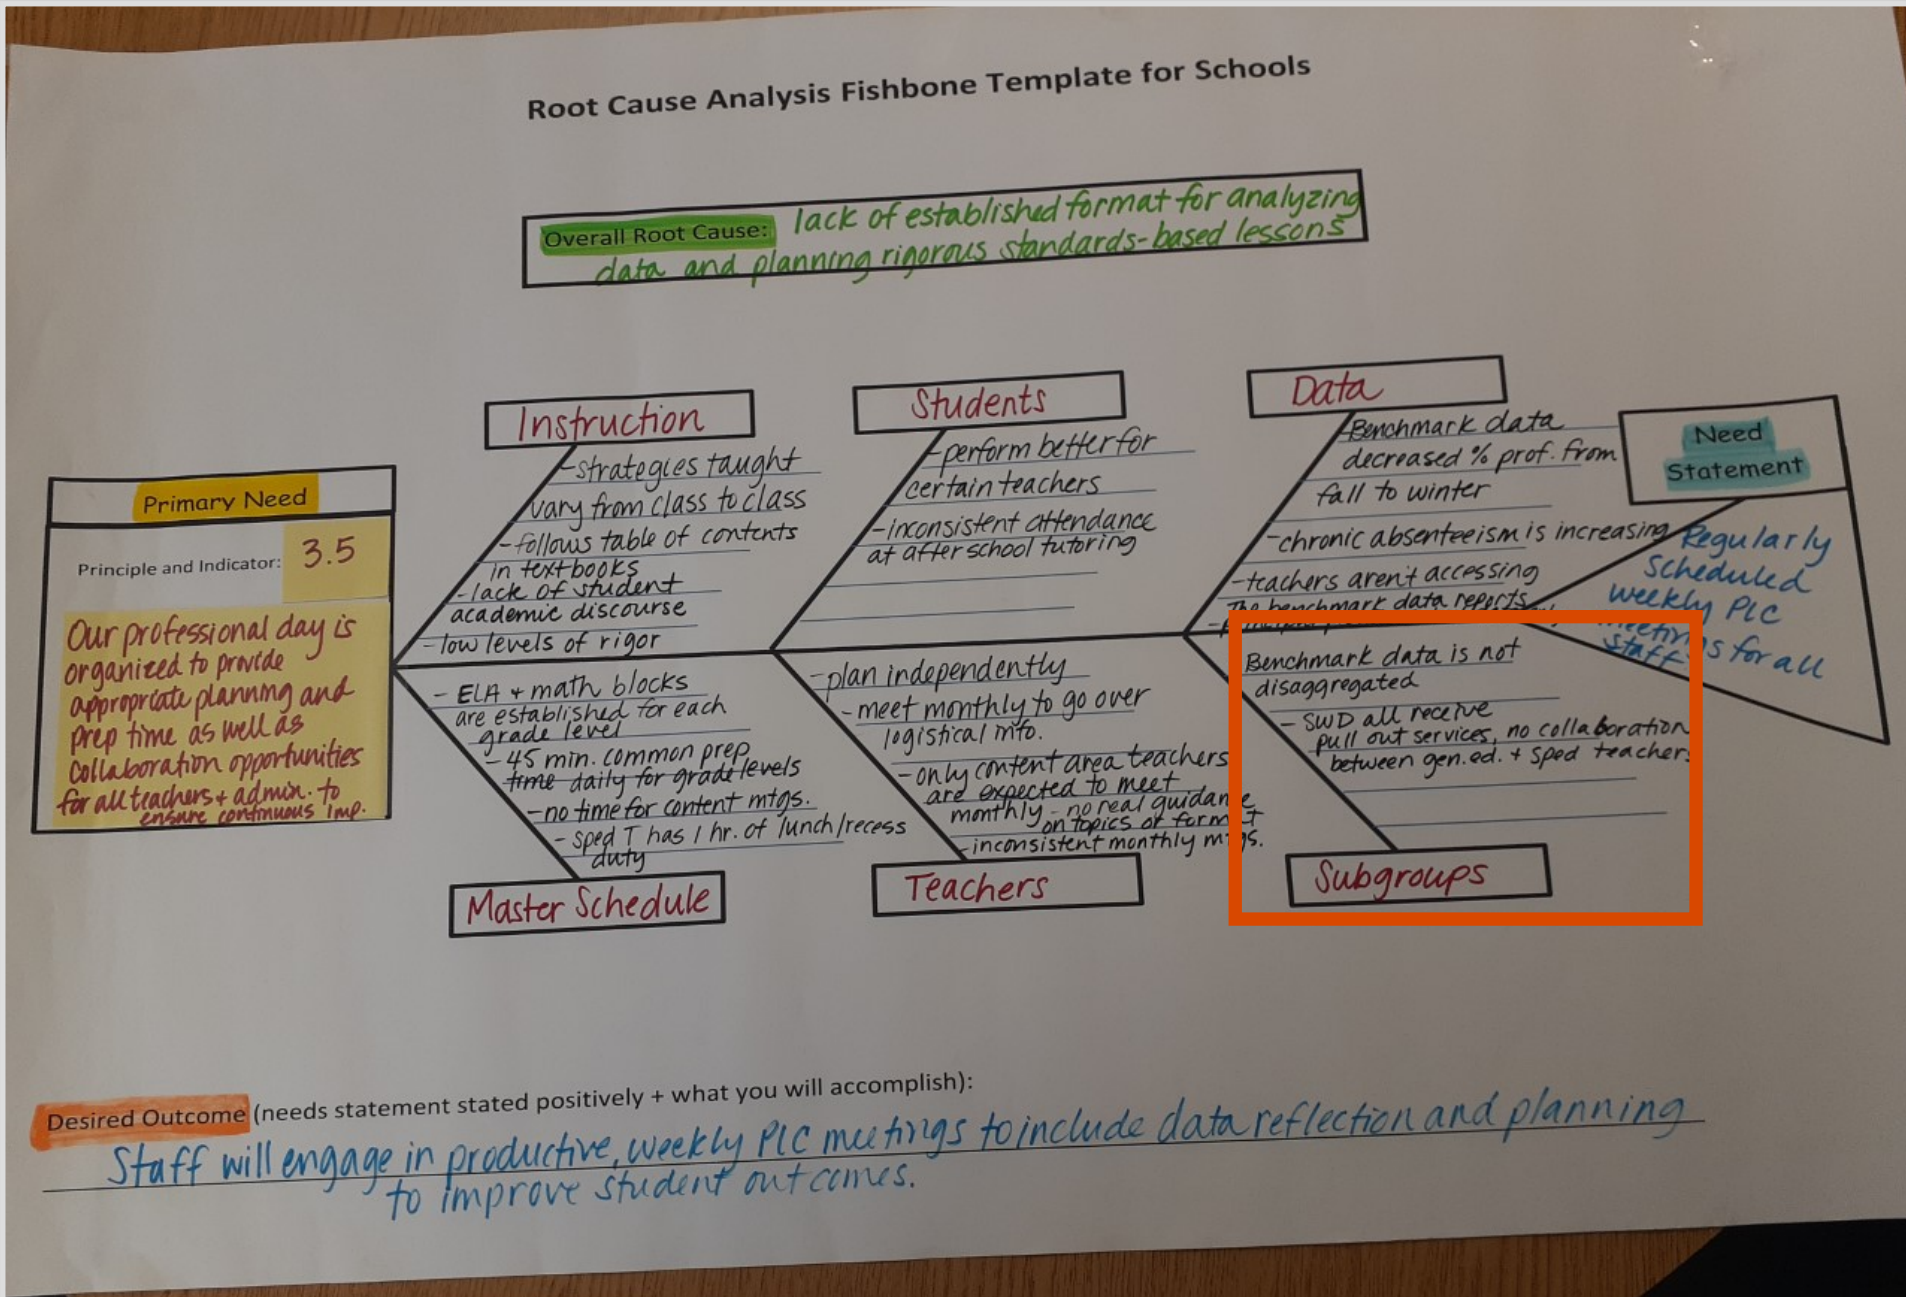 Root Cause Analysis Fishbone Template for Schools
Overall Root Cause: lack of established format for analyzing
data and planning rigorous standards-based lessons
Instruction
-strategies taught
vary from class to class
-follows table of contents
in textbooks
-lack of student
academic discourse
-low levels of rigor
Students
-perform better for
certain teachers
-inconsistent attendance
at after school tutoring
Data
-Benchmark data
decreased % prof. from
fall to winter
-chronic absenteeism is increasing
-teachers aren't accessing
the benchmark data reports
Need
Statement
Regularly
scheduled
weekly PLC
meetings for all
staff
Primary Need
Principle and Indicator: 3.5
Our professional day is
organized to provide
appropriate planning and
prep time as well as
collaboration opportunities
for all teachers + admin. to
ensure continuous imp.
- ELA + math blocks
are established for each
grade level
- 45 min. common prep
time daily for grade levels
-no time for content mtgs.
- sped T has 1 hr. of lunch/recess
duty
Master Schedule
-plan independently
-meet monthly to go over
logistical info.
-only content area teachers
are expected to meet
monthly - no real guidance
on topics or format
-inconsistent monthly mtgs.
Teachers
Benchmark data is not
disaggregated
- SWD all receive
pull out services, no collaboration
between gen.ed. + sped teachers
Subgroups
Desired Outcome (needs statement stated positively + what you will accomplish):
Staff will engage in productive, weekly PLC meetings to include data reflection and planning
to improve student outcomes.